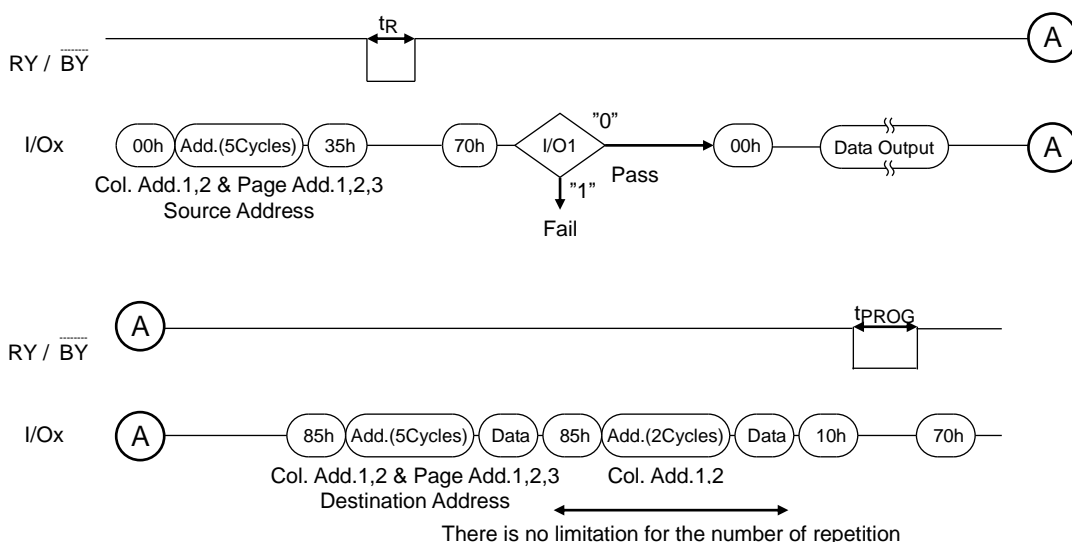 tR
A
RY / BY
I/Ox
00h Add.(5Cycles) 35h 70h I/O1 "0" 00h Data Output A
Pass
Col. Add.1,2 & Page Add.1,2,3
Source Address
"1"
Fail
A
tPROG
RY / BY
I/Ox
A 85h Add.(5Cycles) Data 85h Add.(2Cycles) Data 10h 70h
Col. Add.1,2 & Page Add.1,2,3 Col. Add.1,2
Destination Address
There is no limitation for the number of repetition